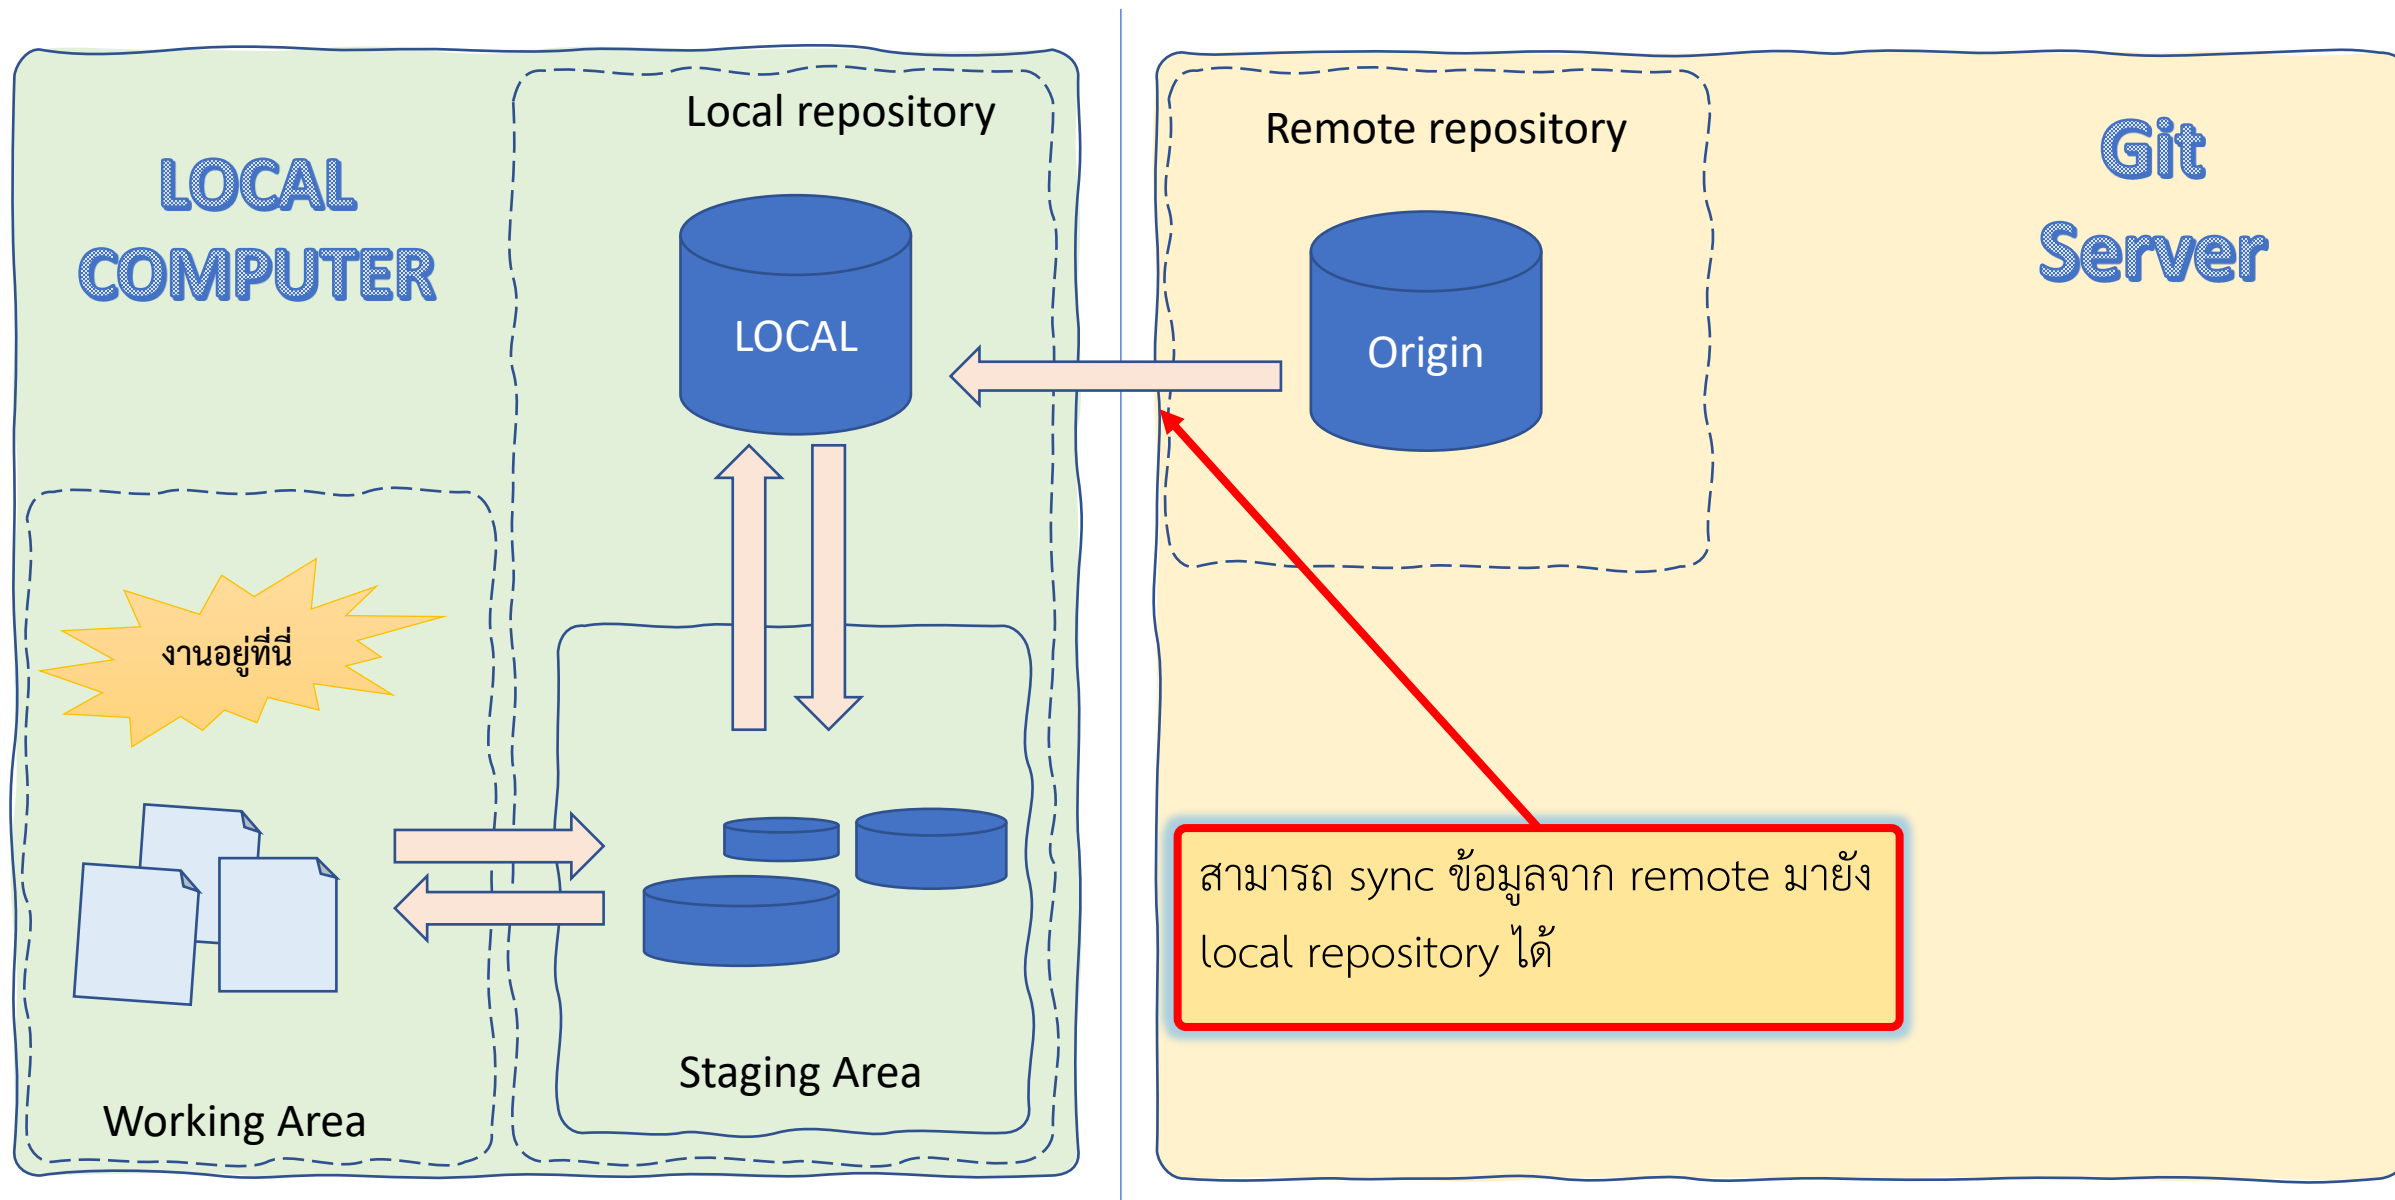 LOCAL
COMPUTER
Local repository
LOCAL
งานอยู่ที่นี่
Working Area
Staging Area
Remote repository
Origin
Git
Server
สามารถ sync ข้อมูลจาก remote มายัง
local repository ได้